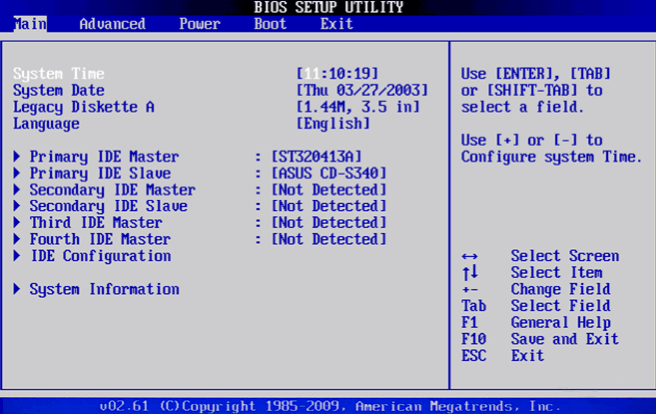 BIOS SETUP UTILITY
Main Advanced Power Boot Exit
System Time [11:10:19]
System Date [Thu 03/27/2003]
Legacy Diskette A [1.44M, 3.5 in]
Language [English]
Primary IDE Master : [ST320413A]
Primary IDE Slave : [ASUS CD-S340]
Secondary IDE Master : [Not Detected]
Secondary IDE Slave : [Not Detected]
Third IDE Master : [Not Detected]
Fourth IDE Master : [Not Detected]
IDE Configuration
System Information
Use [ENTER], [TAB]
or [SHIFT-TAB] to
select a field.
Use [+] or [-] to
Configure system Time.
↔ Select Screen
↑↓ Select Item
+- Change Field
Tab Select Field
F1 General Help
F10 Save and Exit
ESC Exit
v02.61 (C)Copyright 1985-2009, American Megatrends, Inc.